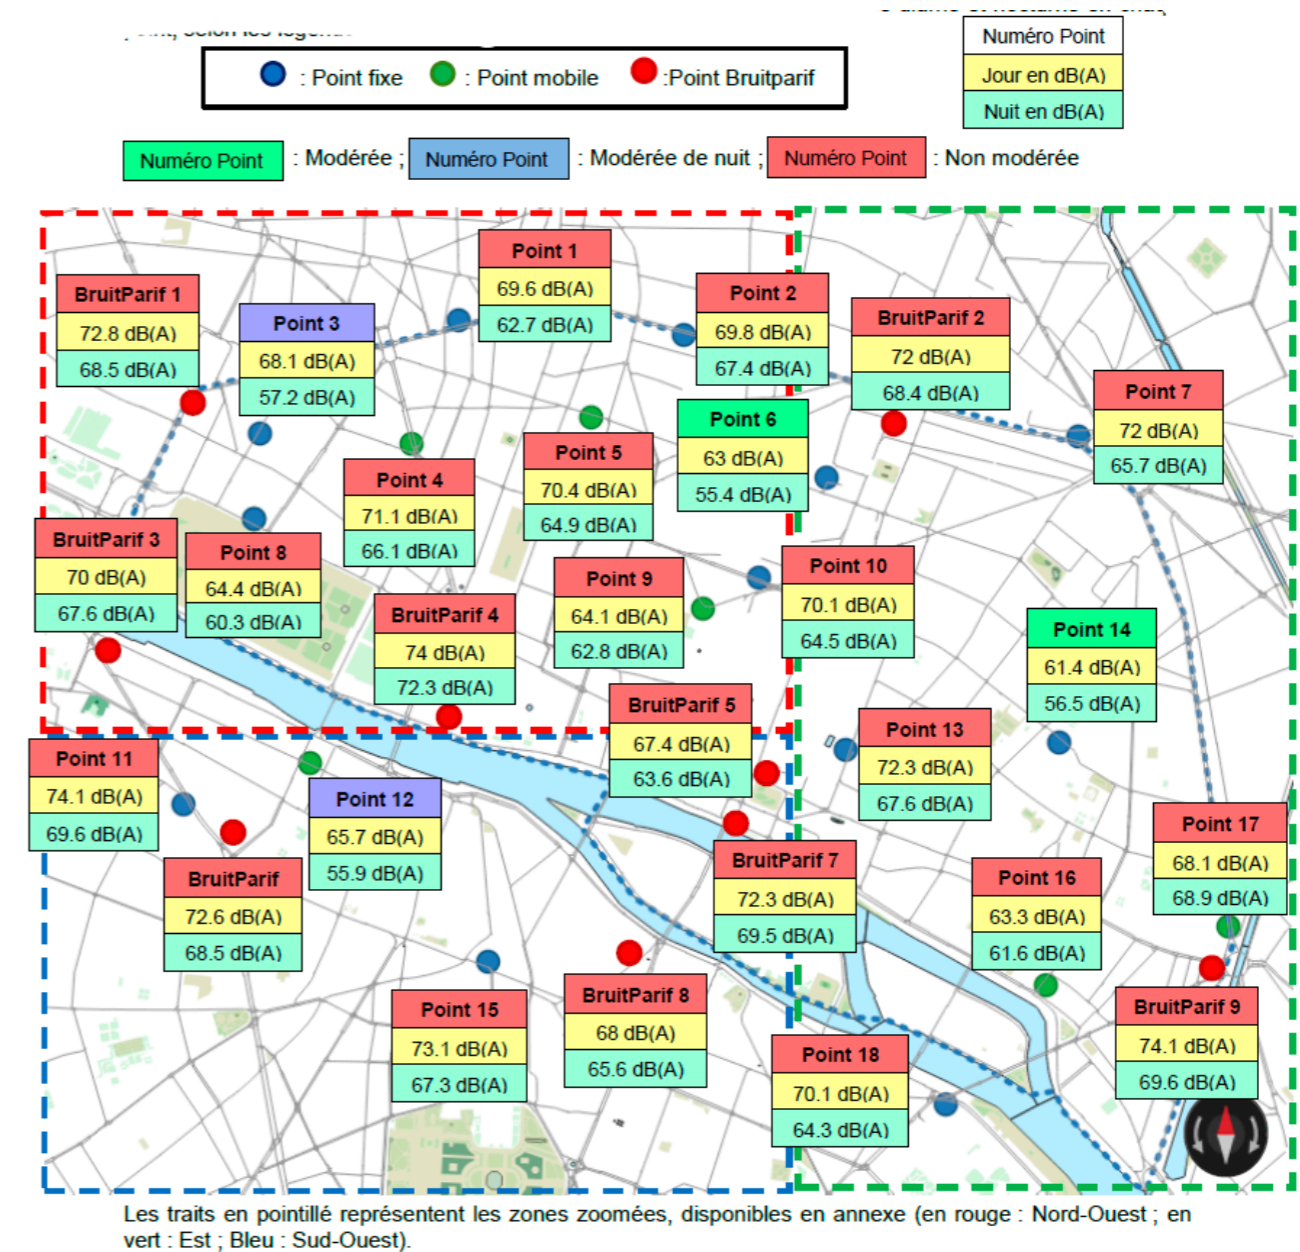 Numéro Point
Jour en dB(A)
Nuit en dB(A)
: Point fixe : Point mobile :Point Bruitparif
Numéro Point : Modérée ; Numéro Point : Modérée de nuit ; Numéro Point : Non modérée
Point 1
69.6 dB(A)
62.7 dB(A)
BruitParif 1
72.8 dB(A)
68.5 dB(A)
Point 3
68.1 dB(A)
57.2 dB(A)
Point 2
69.8 dB(A)
67.4 dB(A)
BruitParif 2
72 dB(A)
68.4 dB(A)
Point 7
72 dB(A)
65.7 dB(A)
Point 6
63 dB(A)
55.4 dB(A)
Point 5
70.4 dB(A)
64.9 dB(A)
Point 4
71.1 dB(A)
66.1 dB(A)
BruitParif 3
70 dB(A)
67.6 dB(A)
Point 8
64.4 dB(A)
60.3 dB(A)
Point 9
64.1 dB(A)
62.8 dB(A)
Point 10
70.1 dB(A)
64.5 dB(A)
BruitParif 4
74 dB(A)
72.3 dB(A)
Point 14
61.4 dB(A)
56.5 dB(A)
BruitParif 5
67.4 dB(A)
63.6 dB(A)
Point 13
72.3 dB(A)
67.6 dB(A)
Point 11
74.1 dB(A)
69.6 dB(A)
Point 12
65.7 dB(A)
55.9 dB(A)
Point 17
68.1 dB(A)
68.9 dB(A)
BruitParif 7
72.3 dB(A)
69.5 dB(A)
BruitParif
72.6 dB(A)
68.5 dB(A)
Point 16
63.3 dB(A)
61.6 dB(A)
BruitParif 8
68 dB(A)
65.6 dB(A)
Point 15
73.1 dB(A)
67.3 dB(A)
BruitParif 9
74.1 dB(A)
69.6 dB(A)
Point 18
70.1 dB(A)
64.3 dB(A)
Les traits en pointillé représentent les zones zoomées, disponibles en annexe (en rouge : Nord-Ouest ; en
vert : Est ; Bleu : Sud-Ouest).